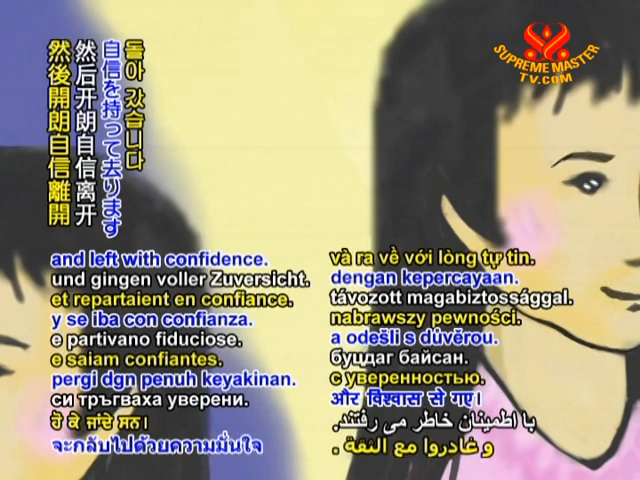 SUPREME MASTER
TV.COM
돌아 갔습니다
自信を持って去ります
然后开朗自信离开
然後開朗自信離開
and left with confidence.
und gingen voller Zuversicht.
et repartaient en confiance.
y se iba con confianza.
e partivano fiduciose.
e saiam confiantes.
pergi dgn penuh keyakinan.
си тръгваха уверени.
ਹੋ ਕੇ ਜਾਂਦੇ ਸਨ।
จะกลับไปด้วยความมั่นใจ
và ra về với lòng tự tin.
dengan kepercayaan.
távozott magabiztossággal.
nabrawszy pewności.
a odešli s důvěrou.
буцдаг байсан.
с уверенностью.
और विश्वास से गए।
با اطمینان خاطر می رفتند.
و غادروا مع الثقة .